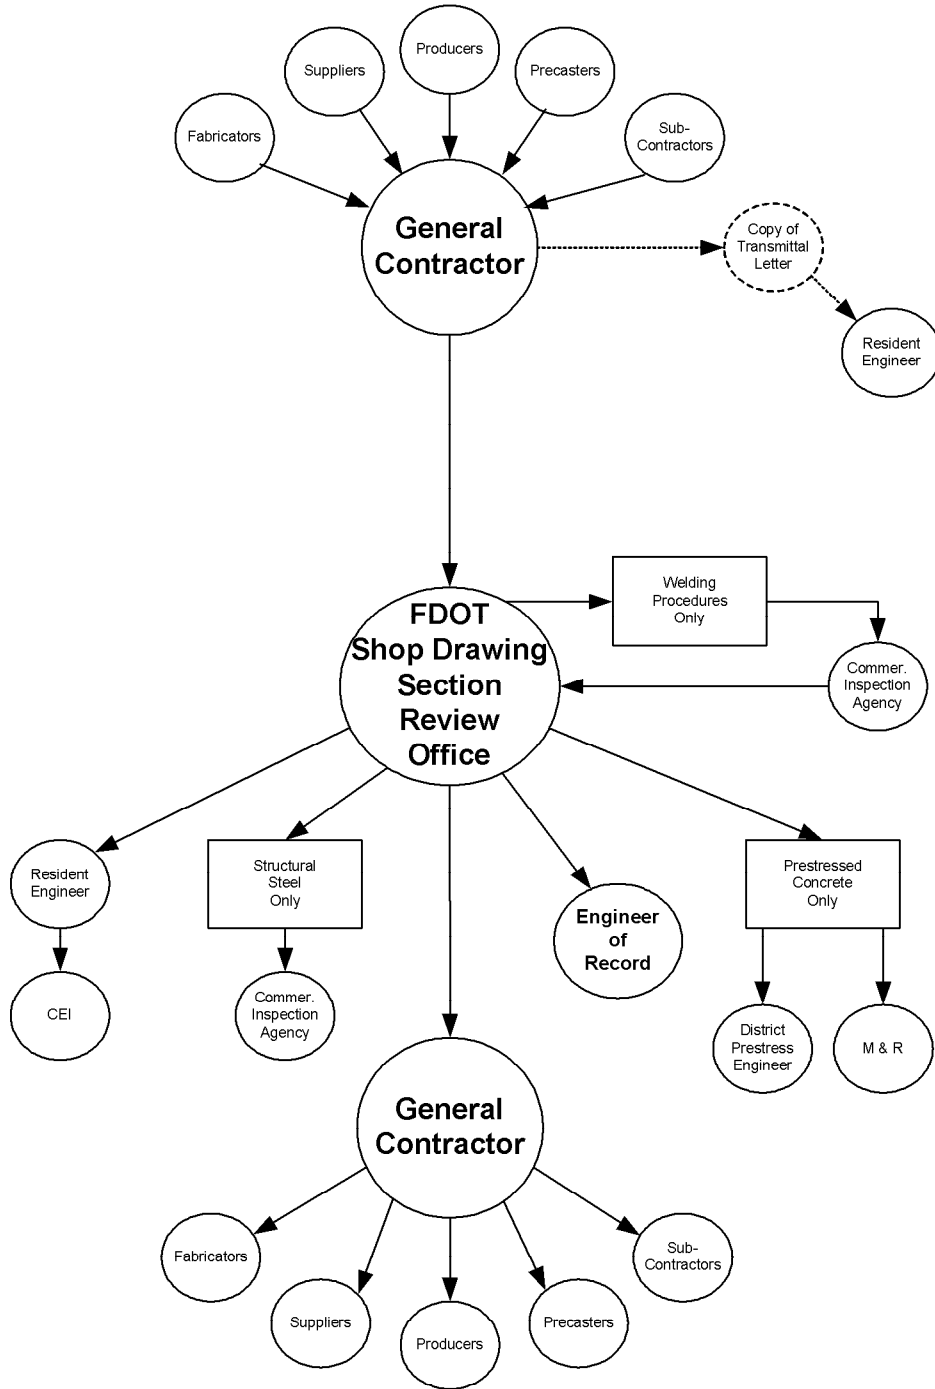 Producers
Suppliers
Precasters
Fabricators
Sub-
Contractors
General
Contractor
Copy of
Transmittal
Letter
Resident
Engineer
FDOT
Shop Drawing
Section
Review
Office
Welding
Procedures
Only
Commer.
Inspection
Agency
Resident
Engineer
Structural
Steel
Only
Engineer
of
Record
Prestressed
Concrete
Only
CEI
Commer.
Inspection
Agency
District
Prestress
Engineer
M & R
General
Contractor
Fabricators
Suppliers
Producers
Precasters
Sub-
Contractors